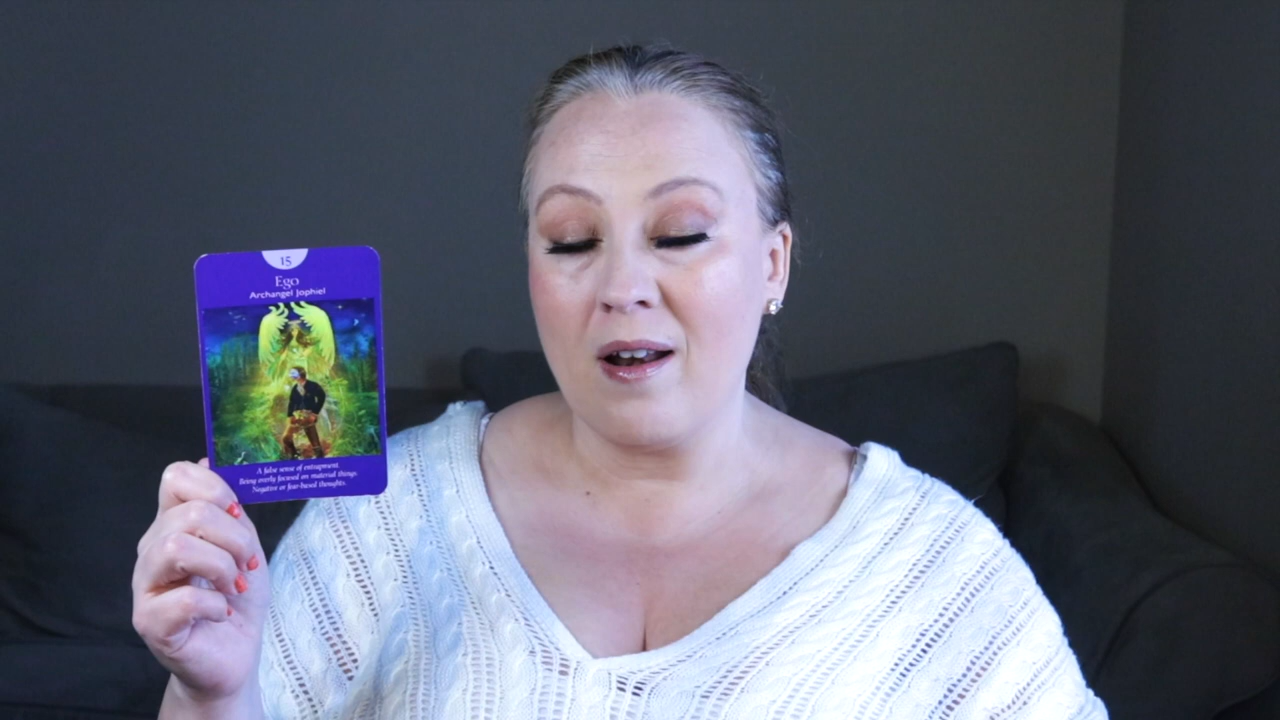 15
Ego
Archangel Jophiel
A false sense of entrapment.
Being overly focused on material things.
Negative or fear-based thoughts.